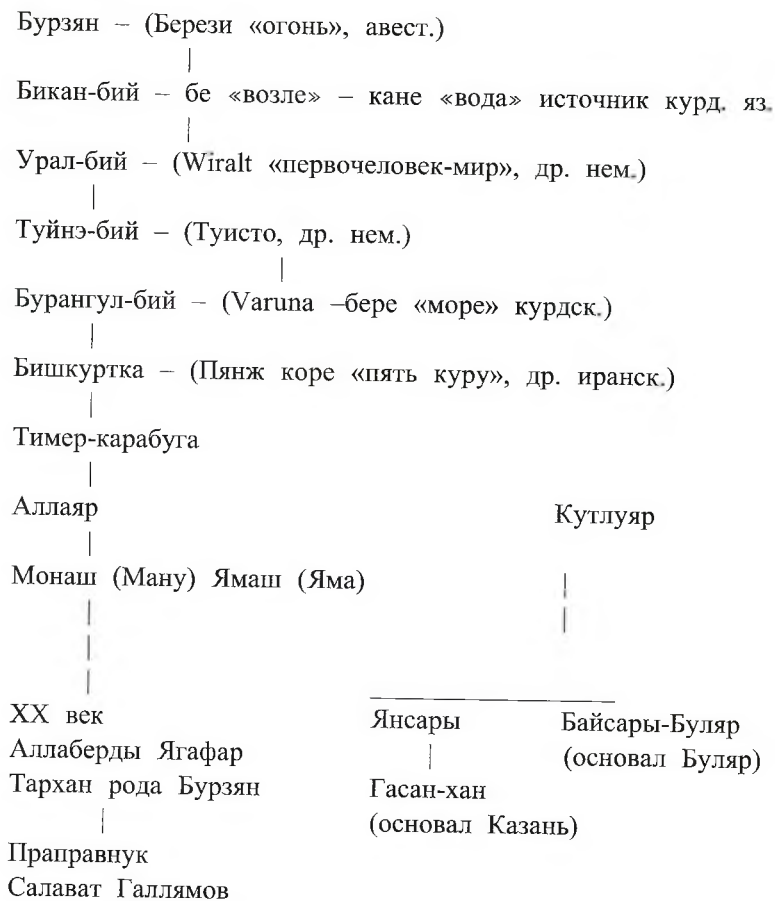 Бурзян – (Берези «огонь», авест.)
Бикан-бий – бе «возле» – кане «вода» источник курд. яз.
Урал-бий – (Wiralt «первочеловек-мир», др. нем.)
Туйнэ-бий – (Туисто, др. нем.)
Бурангул-бий – (Varuna –бере «море» курдск.)
Бишкуртка – (Пянж коре «пять куру», др. иранск.)
Тимер-карабуга
Аллаяр Кутлуяр
Монаш (Ману) Ямаш (Яма)
XX век Янсары Байсары-Буляр
Аллаберды Ягафар (основал Буляр)
Тархан рода Бурзян Гасан-хан
(основал Казань)
Праправнук
Салават Галлямов